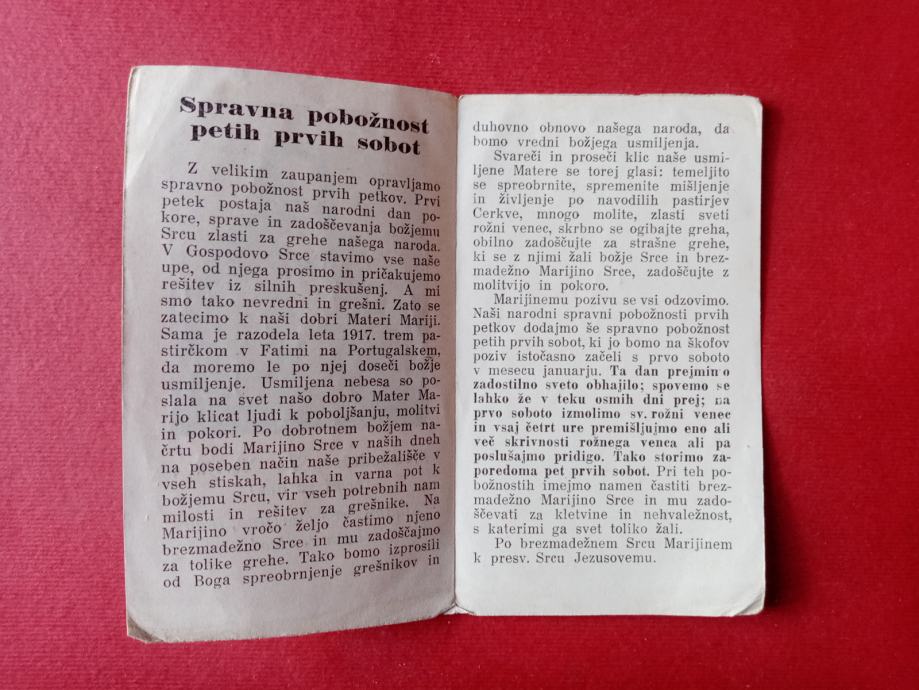 Spravna pobožnost
petih prvih sobot
Z velikim zaupanjem opravljamo
spravno pobožnost prvih petkov. Prvi
petek postaja naš narodni dan po-
kore, sprave in zadoščevanja božjemu
Srcu zlasti za grehe našega naroda.
V Gospodovo Srce stavimo vse naše
upe, od njega prosimo in pričakujemo
rešitev iz silnih preskušenj. A mi
smo tako nevredni in grešni. Zato se
zatecimo k naši dobri Materi Mariji.
Sama je razodela leta 1917. trem pa-
stirčkom v Fatimi na Portugalskem,
da moremo le po njej doseči božje
usmiljenje. Usmiljena nebesa so po-
slala na svet našo dobro Mater Ma-
rijo klicat ljudi k poboljšanju, molitvi
in pokori. Po dobrotnem božjem na-
črtu bodi Marijino Srce v naših dneh
na poseben način naše pribežališče v
vseh stiskah, lahka in varna pot k
božjemu Srcu, vir vseh potrebnih nam
milosti in rešitev za grešnike. Na
Marijino vročo željo častimo njeno
brezmadežno Srce in mu zadoščajmo
za tolike grehe. Tako bomo izprosili
od Boga spreobrnjenje grešnikov in
duhovno obnovo našega naroda, da
bomo vredni božjega usmiljenja.
Svareči in proseči klic naše usmi-
ljene Matere se torej glasi: temeljito
se spreobrnite, spremenite mišljenje
in življenje po navodilih pastirjev
Cerkve, mnogo molite, zlasti sveti
rožni venec, skrbno se ogibajte greha,
obilno zadoščujte za strašne grehe,
ki se z njimi žali božje Srce in brez-
madežno Marijino Srce, zadoščujte z
molitvijo in pokoro.
Marijinemu pozivu se vsi odzovimo.
Naši narodni spravni pobožnosti prvih
petkov dodajmo še spravno pobožnost
petih prvih sobot, ki jo bomo na škofov
poziv istočasno začeli s prvo soboto
v mesecu januarju. Ta dan prejmimo
zadostilno sveto obhajilo; spovemo se
lahko že v teku osmih dni prej; na
prvo soboto izmolimo sv. rožni venec
in vsaj četrt ure premišljujmo eno ali
več skrivnosti rožnega venca ali pa
poslušajmo pridigo. Tako storimo za-
poredoma pet prvih sobot. Pri teh po-
božnostih imejmo namen častiti brez-
madežno Marijino Srce in mu zado-
ščevati za kletvine in nehvaležnost,
s katerimi ga svet toliko žali.
Po brezmadežnem Srcu Marijinem
k presv. Srcu Jezusovemu.